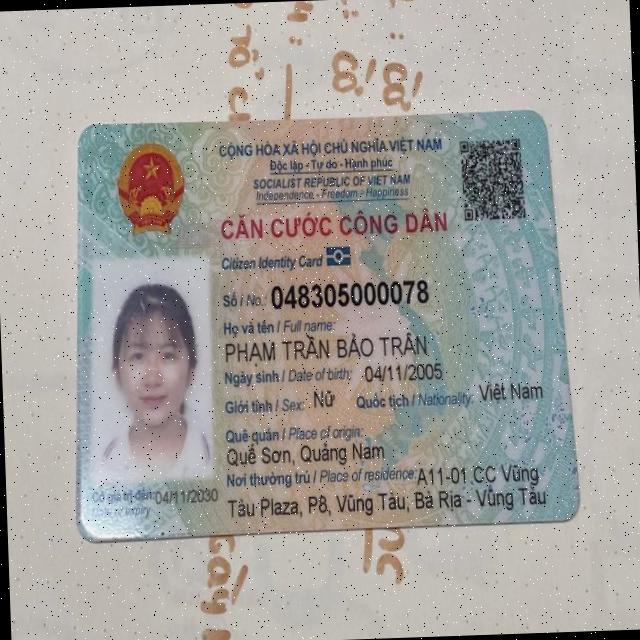 CỘNG HÒA XÃ HỘI CHỦ NGHĨA VIỆT NAM
Độc lập - Tự do - Hạnh phúc
SOCIALIST REPUBLIC OF VIET NAM
Independence - Freedom - Happiness
CĂN CƯỚC CÔNG DÂN
Citizen Identity Card
Số / No.: 048305000078
Họ và tên / Full name:
PHẠM TRẦN BẢO TRÂN
Ngày sinh / Date of birth: 04/11/2005
Giới tính / Sex: Nữ Quốc tịch / Nationality: Việt Nam
Quê quán / Place of origin:
Quế Sơn, Quảng Nam
Nơi thường trú / Place of residence: A11-01 CC Vũng
Tàu Plaza, P8, Vũng Tàu, Bà Rịa - Vũng Tàu
Có giá trị đến: 04/11/2030
Date of expiry